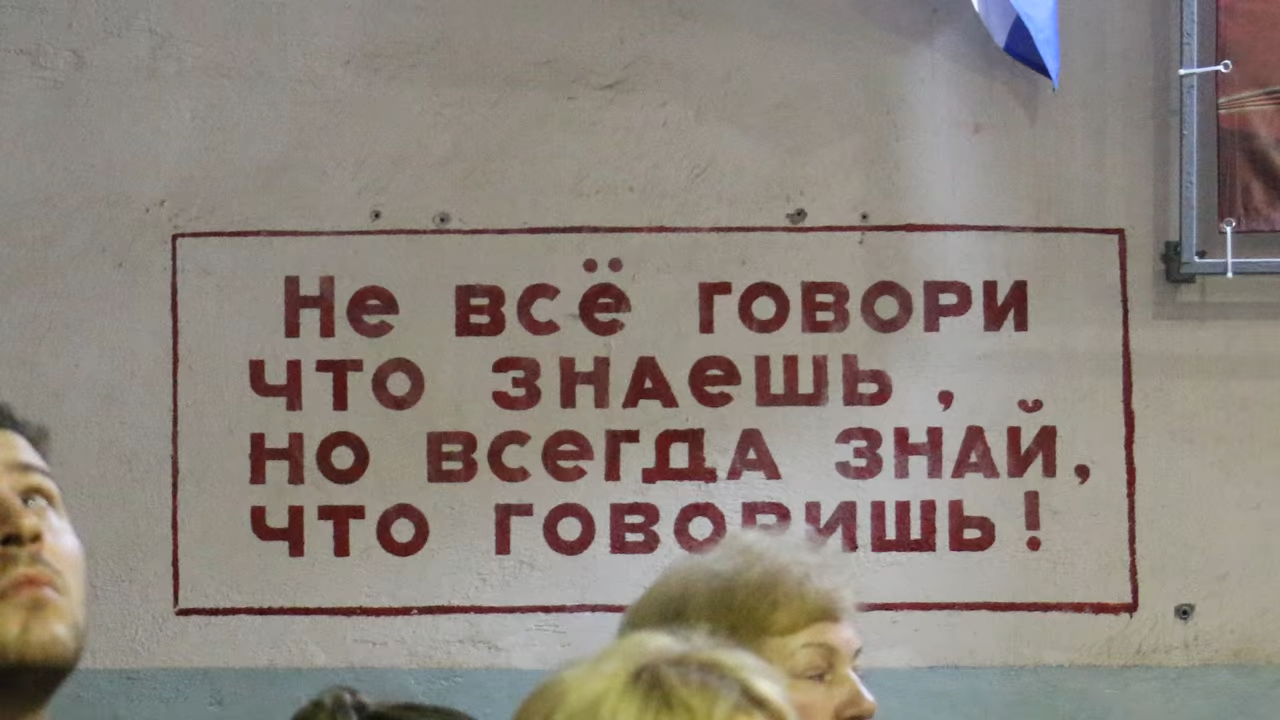 Не всё говори
что знаешь ,
но всегда знай,
что говоришь!